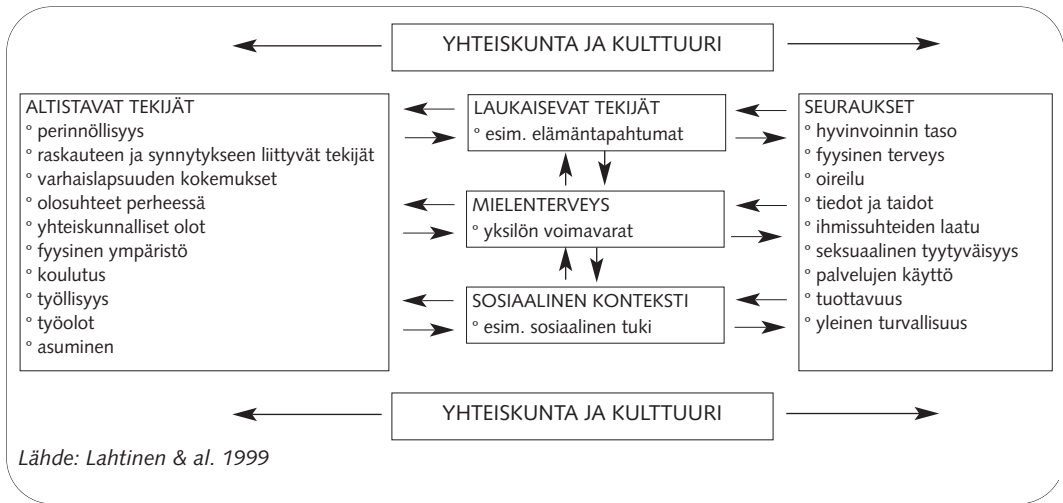 YHTEISKUNTA JA KULTTUURI
ALTISTAVAT TEKIJÄT
° perinnöllisyys
° raskauteen ja synnytykseen liittyvät tekijät
° varhaislapsuuden kokemukset
° olosuhteet perheessä
° yhteiskunnalliset olot
° fyysinen ympäristö
° koulutus
° työllisyys
° työolot
° asuminen
LAUKAISEVAT TEKIJÄT
° esim. elämäntapahtumat
MIELENTERVEYS
° yksilön voimavarat
SOSIAALINEN KONTEKSTI
° esim. sosiaalinen tuki
SEURAUKSET
° hyvinvoinnin taso
° fyysinen terveys
° oireilu
° tiedot ja taidot
° ihmissuhteiden laatu
° seksuaalinen tyytyväisyys
° palvelujen käyttö
° tuottavuus
° yleinen turvallisuus
YHTEISKUNTA JA KULTTUURI
Lähde: Lahtinen & al. 1999